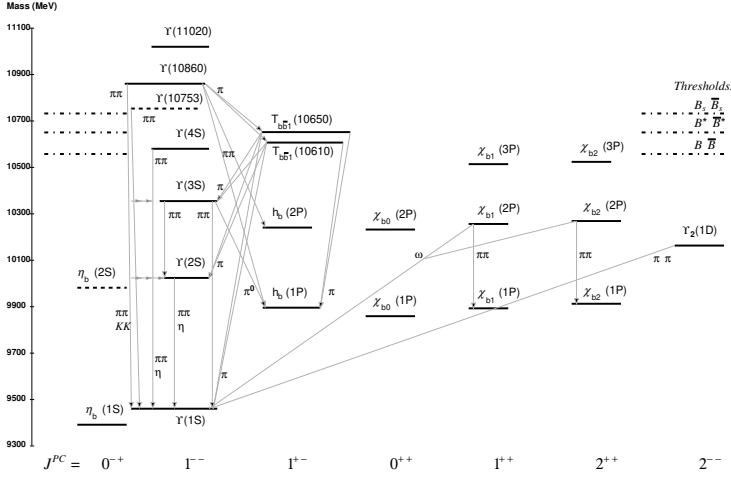 Mass (MeV)
11100
10900
10700
10500
10300
10100
9900
9700
9500
9300
ϒ(11020)
ϒ(10860)
ππ
π
ϒ(10753)
ππ
Thresholds:
B_s B̅_s
B* B̅*
B B̅
T_bb̅1 (10650)
T_bb̅1 (10610)
ϒ(4S)
ππ
ππ
χ_b1 (3P)
χ_b2 (3P)
ϒ(3S)
π
ππ ππ
h_b (2P)
χ_b0 (2P)
χ_b1 (2P)
χ_b2 (2P)
ϒ₂(1D)
ϒ(2S)
π
ω
ππ
ππ
π π
η_b (2S)
π⁰
h_b (1P)
π
χ_b0 (1P)
χ_b1 (1P)
χ_b2 (1P)
ππ
KK
ππ
η
ππ
η
π
η_b (1S)
ϒ(1S)
J^PC = 0⁻⁺ 1⁻⁻ 1⁺⁻ 0⁺⁺ 1⁺⁺ 2⁺⁺ 2⁻⁻